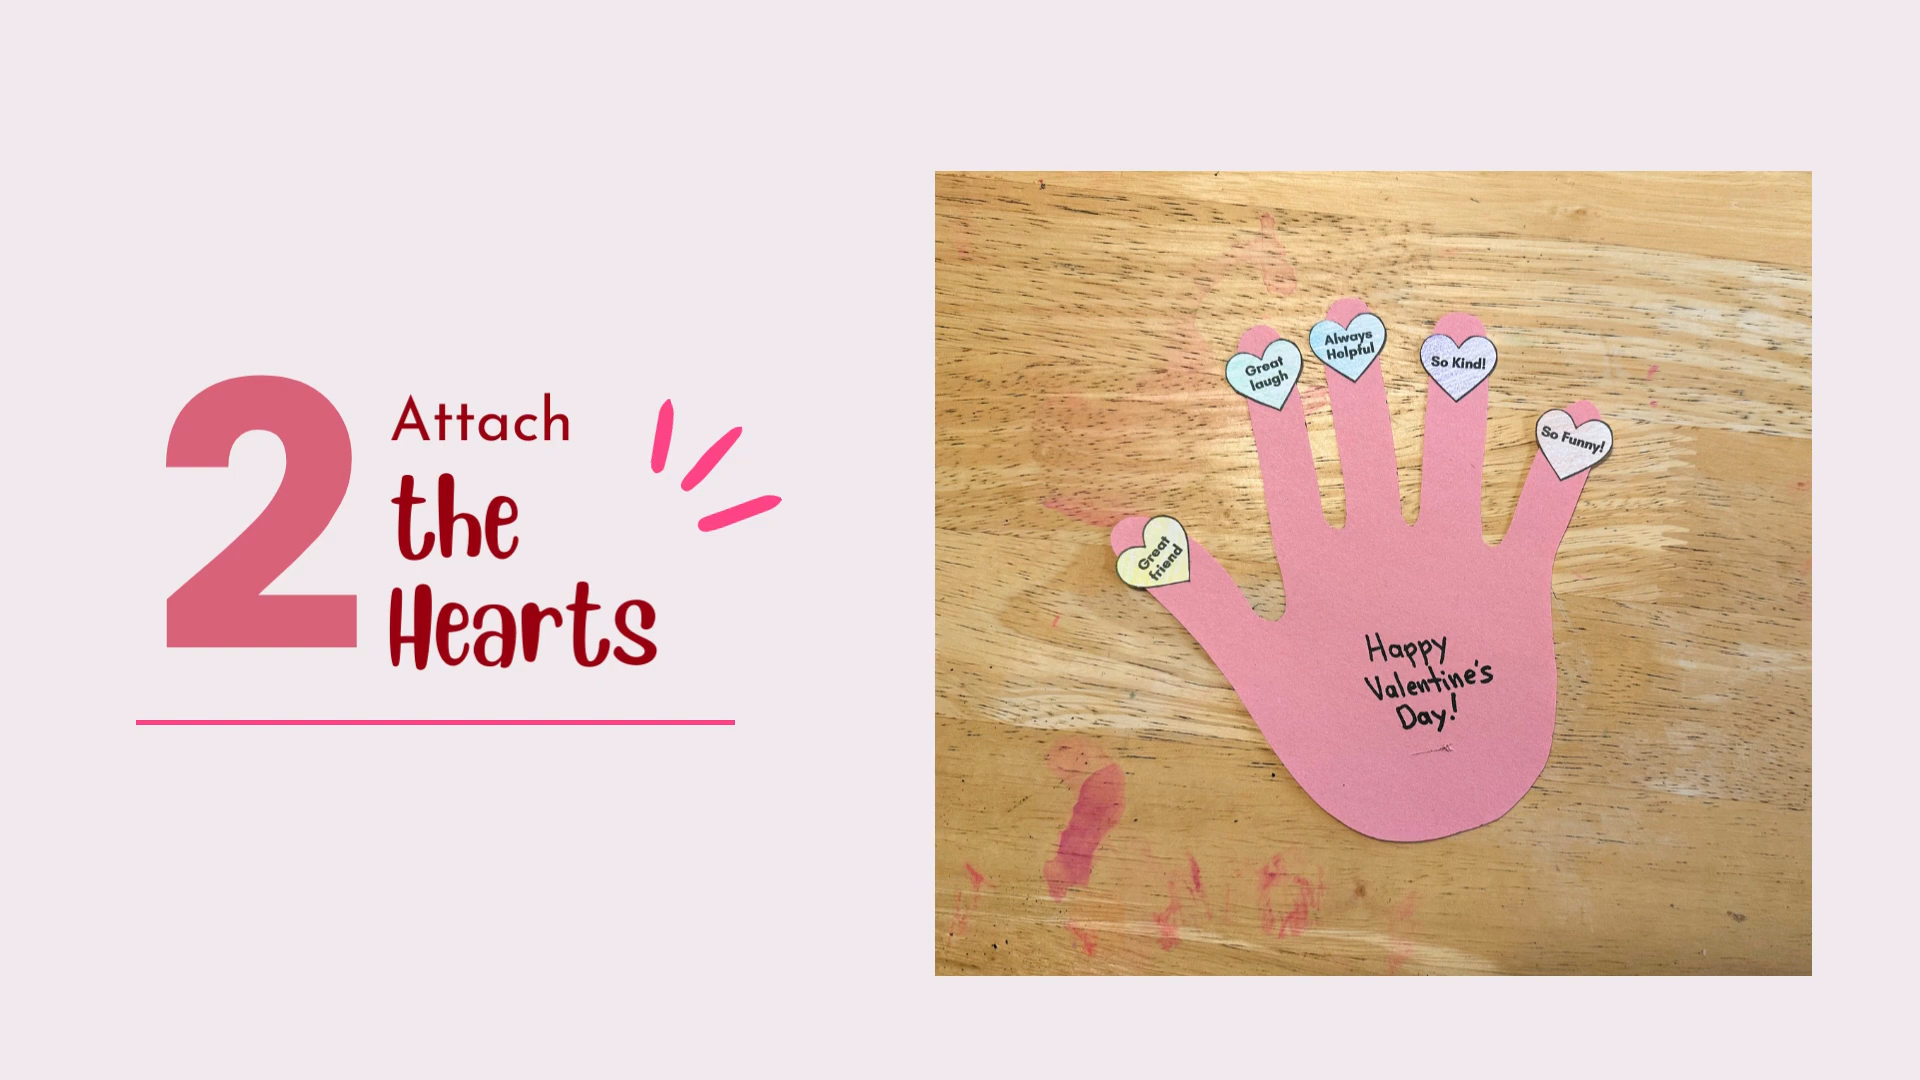 2
Attach
the
Hearts
Great
friend
Great
laugh
Always
Helpful
So Kind!
So Funny!
Happy
Valentine's
Day!